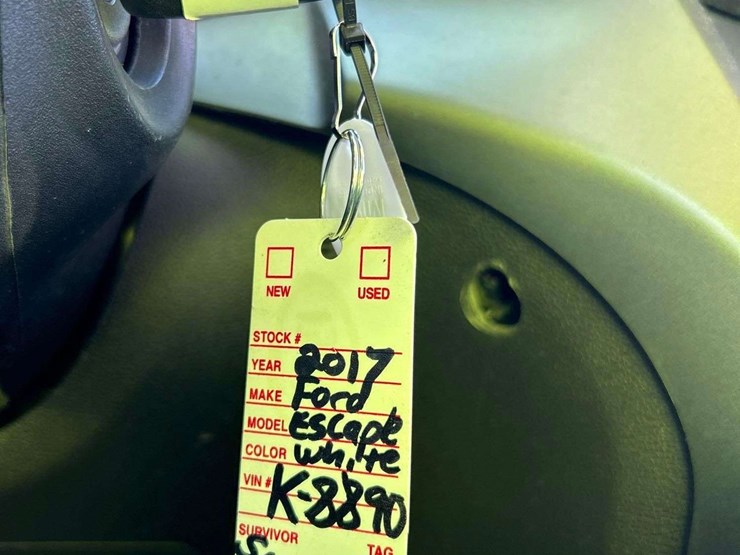 NEW USED
STOCK #
YEAR 2017
MAKE Ford
MODEL Escape
COLOR white
VIN # K-8890
SURVIVOR TAG